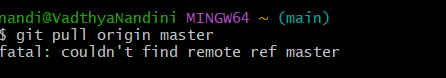 nandi@VadthyaNandini MINGW64 ~ (main)
$ git pull origin master
fatal: couldn't find remote ref master